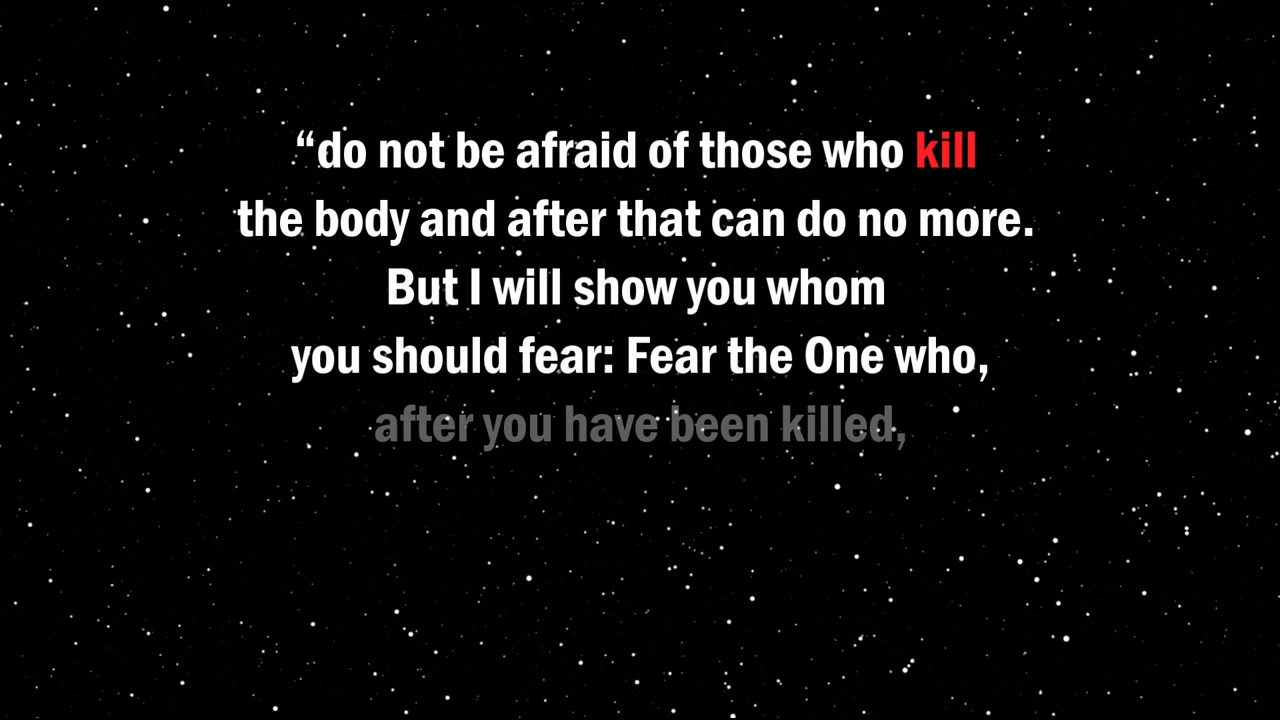 “do not be afraid of those who kill
the body and after that can do no more.
But I will show you whom
you should fear: Fear the One who,
after you have been killed,